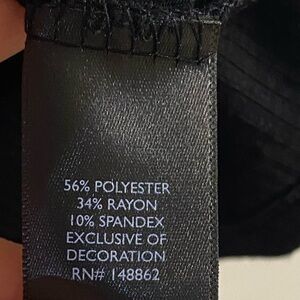 56% POLYESTER
34% RAYON
10% SPANDEX
EXCLUSIVE OF
DECORATION
RN# 148862